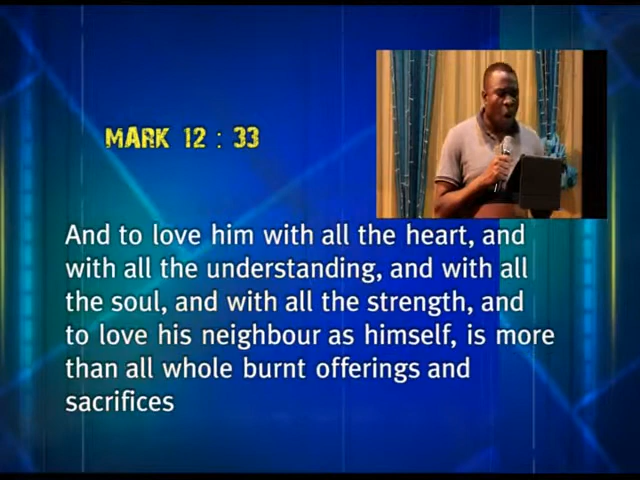 MARK 12 : 33
And to love him with all the heart, and
with all the understanding, and with all
the soul, and with all the strength, and
to love his neighbour as himself, is more
than all whole burnt offerings and
sacrifices